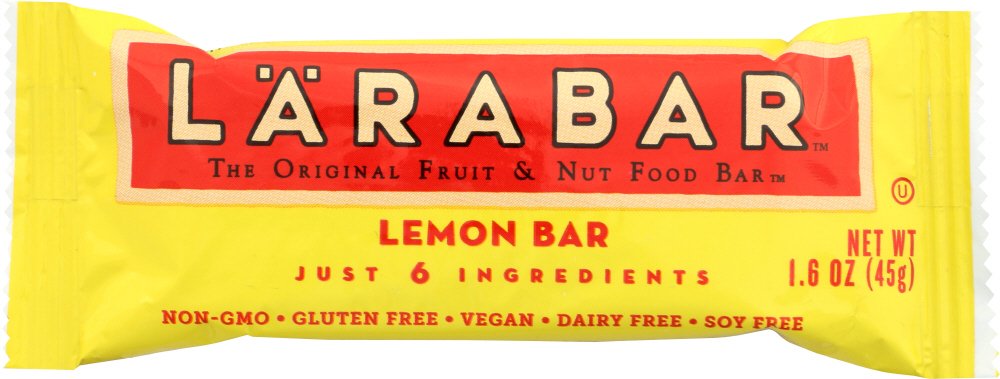 LÄRABAR™
THE ORIGINAL FRUIT & NUT FOOD BAR™
U
LEMON BAR
NET WT
JUST 6 INGREDIENTS
1.6 OZ (45g)
NON-GMO • GLUTEN FREE • VEGAN • DAIRY FREE • SOY FREE